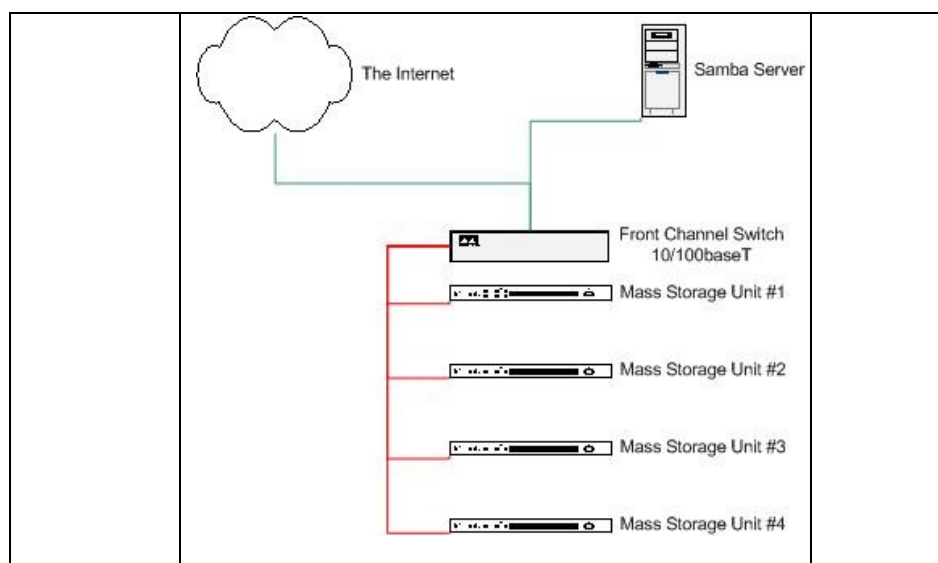 The Internet
Samba Server
Front Channel Switch
10/100baseT
Mass Storage Unit #1
Mass Storage Unit #2
Mass Storage Unit #3
Mass Storage Unit #4